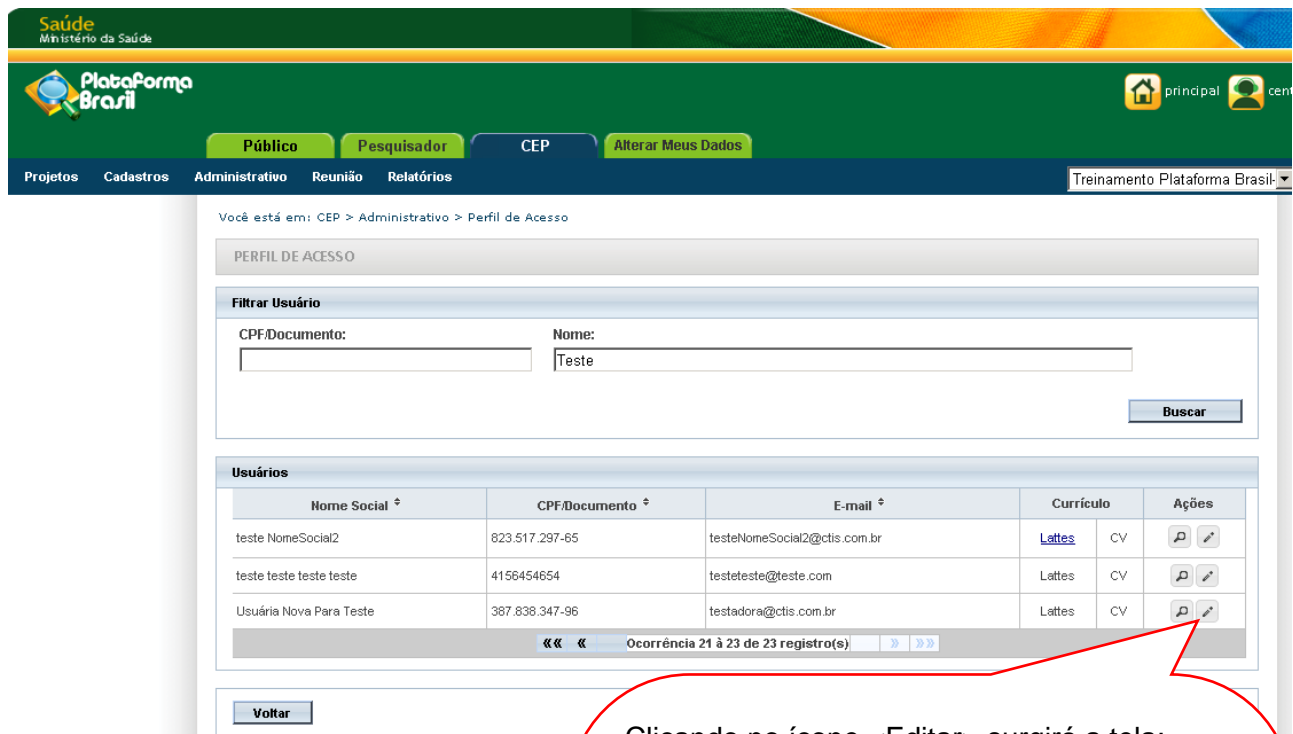 Saúde
Ministério da Saúde
Plataforma
Brasil
principal
Público Pesquisador CEP Alterar Meus Dados
Projetos Cadastros Administrativo Reunião Relatórios Treinamento Plataforma Brasil-
Você está em: CEP > Administrativo > Perfil de Acesso
PERFIL DE ACESSO
Filtrar Usuário
CPF/Documento: Nome:
Teste
Buscar
Usuários
Nome Social CPF/Documento E-mail Currículo Ações
teste NomeSocial2 823.517.297-65 testeNomeSocial2@ctis.com.br Lattes CV
teste teste teste teste 4156454654 testeteste@teste.com Lattes CV
Usuária Nova Para Teste 387.838.347-96 testadora@ctis.com.br Lattes CV
«« « Ocorrência 21 à 23 de 23 registro(s) » »»
Voltar